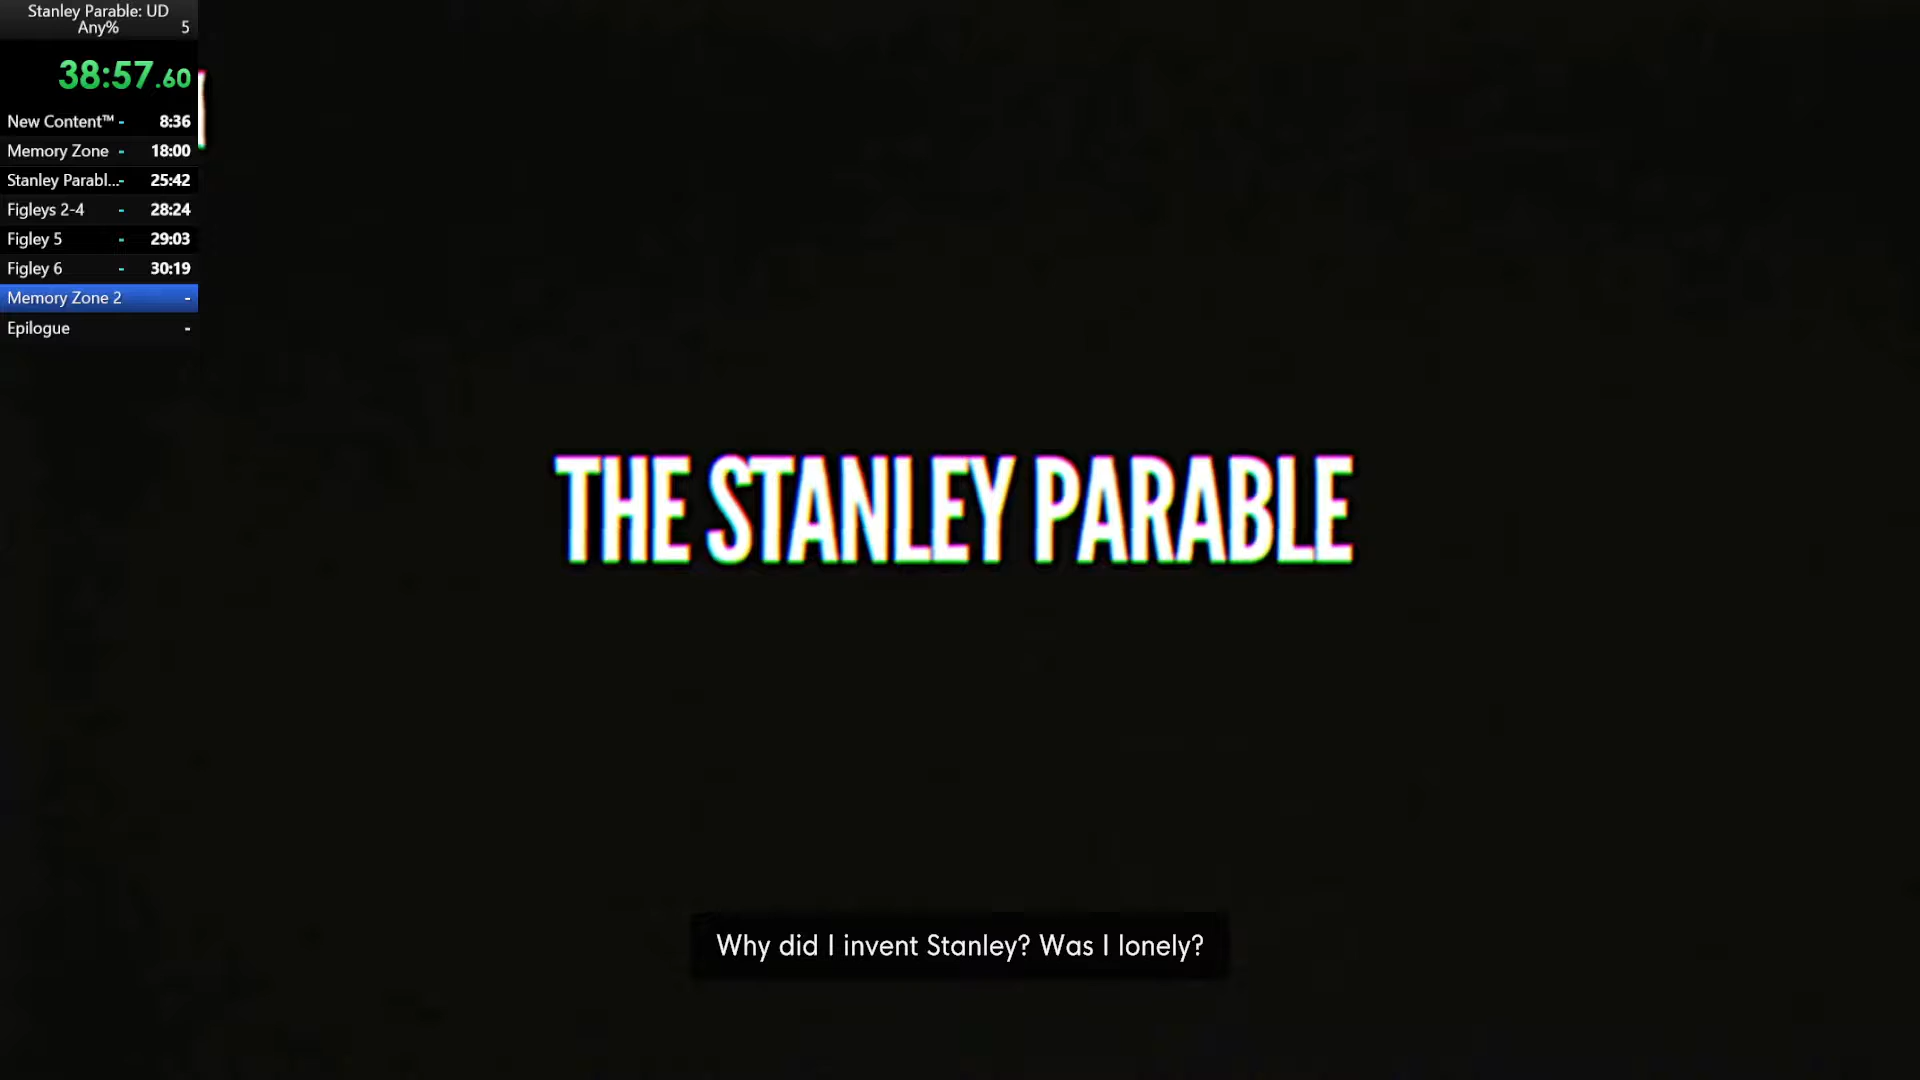 Stanley Parable: UD
Any% 5
38:57.60
New Content™ - 8:36
Memory Zone - 18:00
Stanley Parabl...- 25:42
Figleys 2-4 - 28:24
Figley 5 - 29:03
Figley 6 - 30:19
Memory Zone 2 -
Epilogue -
THE STANLEY PARABLE
Why did I invent Stanley? Was I lonely?